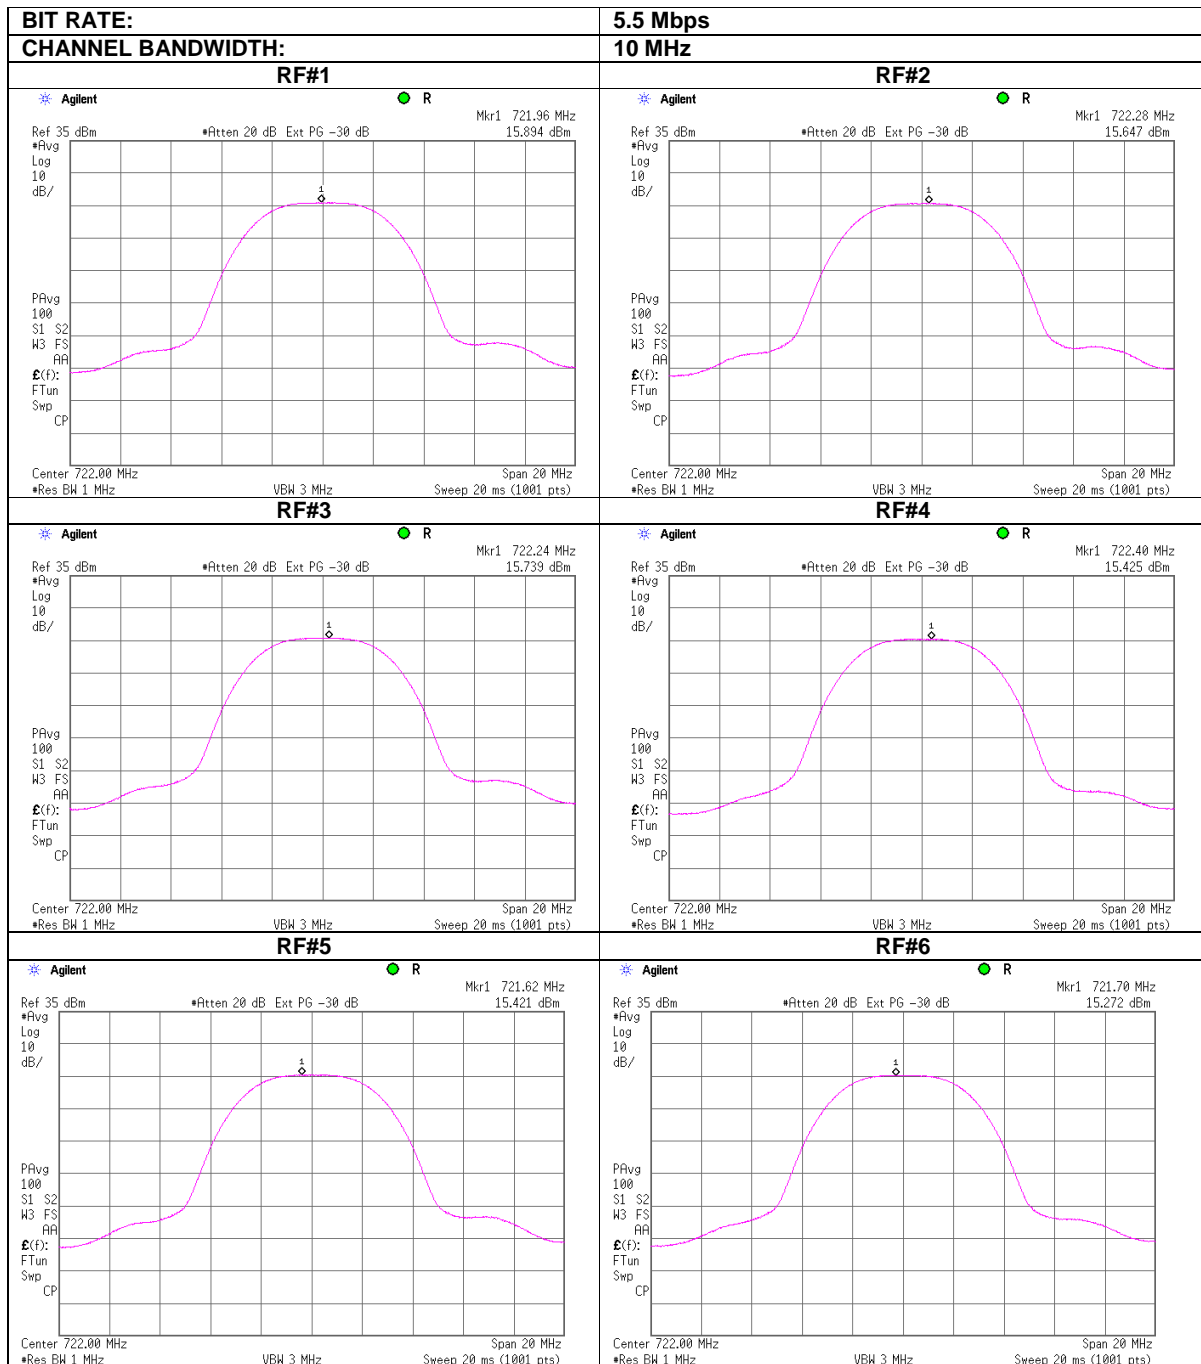 BIT RATE: 5.5 Mbps
CHANNEL BANDWIDTH: 10 MHz
RF#1 RF#2
Agilent R
Mkr1 721.96 MHz
Ref 35 dBm #Atten 20 dB Ext PG -30 dB 15.894 dBm
#Avg
Log
10
dB/
1
PAvg
100
S1 S2
W3 FS
AA
£(f):
FTun
Swp
CP
Center 722.00 MHz Span 20 MHz
#Res BW 1 MHz VBW 3 MHz Sweep 20 ms (1001 pts)
Agilent R
Mkr1 722.28 MHz
Ref 35 dBm #Atten 20 dB Ext PG -30 dB 15.647 dBm
#Avg
Log
10
dB/
1
PAvg
100
S1 S2
W3 FS
AA
£(f):
FTun
Swp
CP
Center 722.00 MHz Span 20 MHz
#Res BW 1 MHz VBW 3 MHz Sweep 20 ms (1001 pts)
RF#3 RF#4
Agilent R
Mkr1 722.24 MHz
Ref 35 dBm #Atten 20 dB Ext PG -30 dB 15.739 dBm
#Avg
Log
10
dB/
1
PAvg
100
S1 S2
W3 FS
AA
£(f):
FTun
Swp
CP
Center 722.00 MHz Span 20 MHz
#Res BW 1 MHz VBW 3 MHz Sweep 20 ms (1001 pts)
Agilent R
Mkr1 722.40 MHz
Ref 35 dBm #Atten 20 dB Ext PG -30 dB 15.425 dBm
#Avg
Log
10
dB/
1
PAvg
100
S1 S2
W3 FS
AA
£(f):
FTun
Swp
CP
Center 722.00 MHz Span 20 MHz
#Res BW 1 MHz VBW 3 MHz Sweep 20 ms (1001 pts)
RF#5 RF#6
Agilent R
Mkr1 721.62 MHz
Ref 35 dBm #Atten 20 dB Ext PG -30 dB 15.421 dBm
#Avg
Log
10
dB/
1
PAvg
100
S1 S2
W3 FS
AA
£(f):
FTun
Swp
CP
Center 722.00 MHz Span 20 MHz
#Res BW 1 MHz VBW 3 MHz Sweep 20 ms (1001 pts)
Agilent R
Mkr1 721.70 MHz
Ref 35 dBm #Atten 20 dB Ext PG -30 dB 15.272 dBm
#Avg
Log
10
dB/
1
PAvg
100
S1 S2
W3 FS
AA
£(f):
FTun
Swp
CP
Center 722.00 MHz Span 20 MHz
#Res BW 1 MHz VBW 3 MHz Sweep 20 ms (1001 pts)